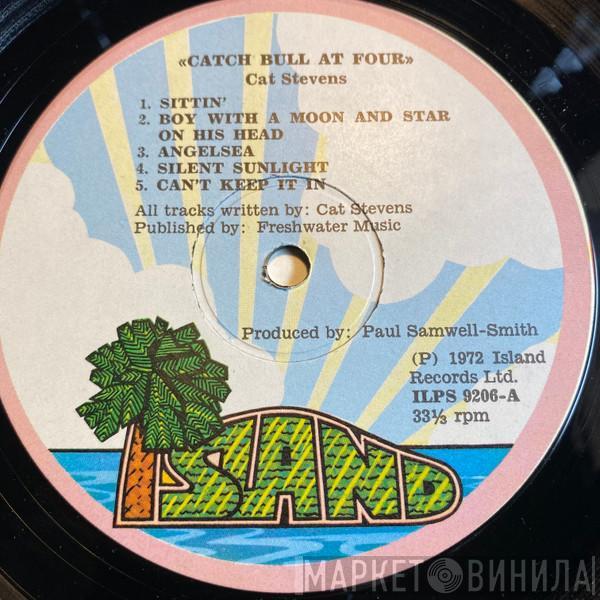 «CATCH BULL AT FOUR»
Cat Stevens
1. SITTIN'
2. BOY WITH A MOON AND STAR
ON HIS HEAD
3. ANGELSEA
4. SILENT SUNLIGHT
5. CAN'T KEEP IT IN
All tracks written by: Cat Stevens
Published by: Freshwater Music
Produced by: Paul Samwell-Smith
(P) 1972 Island
Records Ltd.
ILPS 9206-A
33⅓ rpm
ISLAND
МАРКЕТ ВИНИЛА